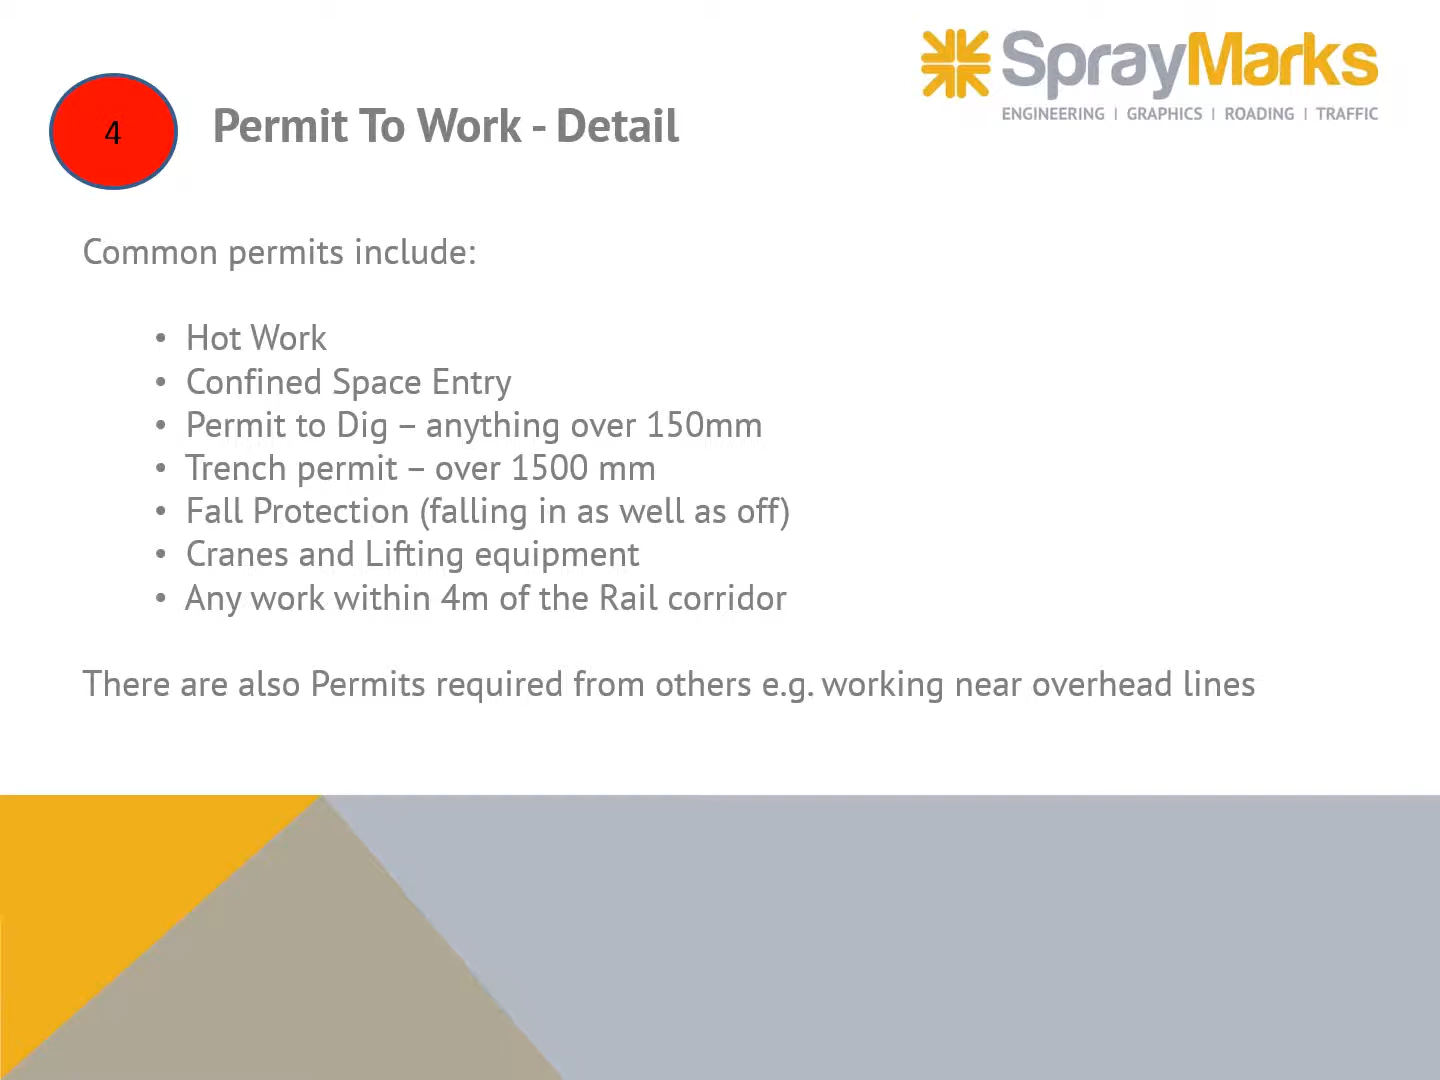 SprayMarks
ENGINEERING | GRAPHICS | ROADING | TRAFFIC
4
Permit To Work - Detail
Common permits include:
• Hot Work
• Confined Space Entry
• Permit to Dig – anything over 150mm
• Trench permit – over 1500 mm
• Fall Protection (falling in as well as off)
• Cranes and Lifting equipment
• Any work within 4m of the Rail corridor
There are also Permits required from others e.g. working near overhead lines